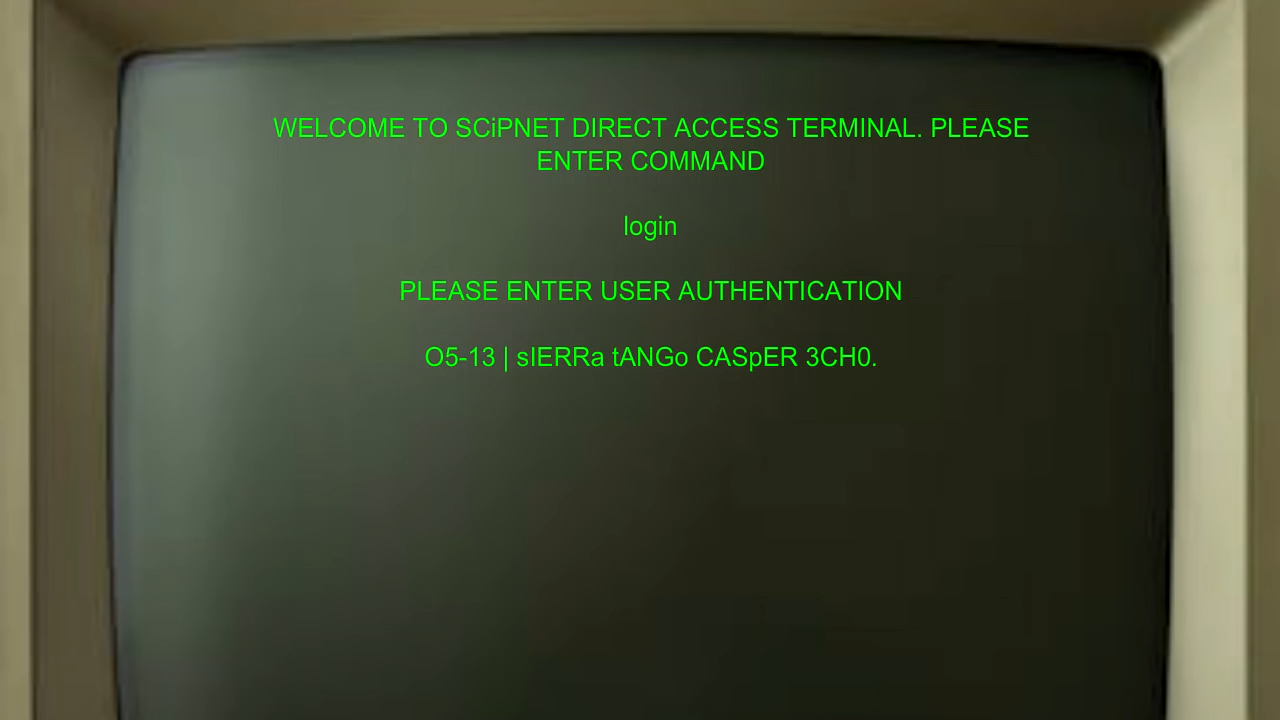 WELCOME TO SCiPNET DIRECT ACCESS TERMINAL. PLEASE
ENTER COMMAND
login
PLEASE ENTER USER AUTHENTICATION
O5-13 | sIERRa tANGo CASpER 3CH0.